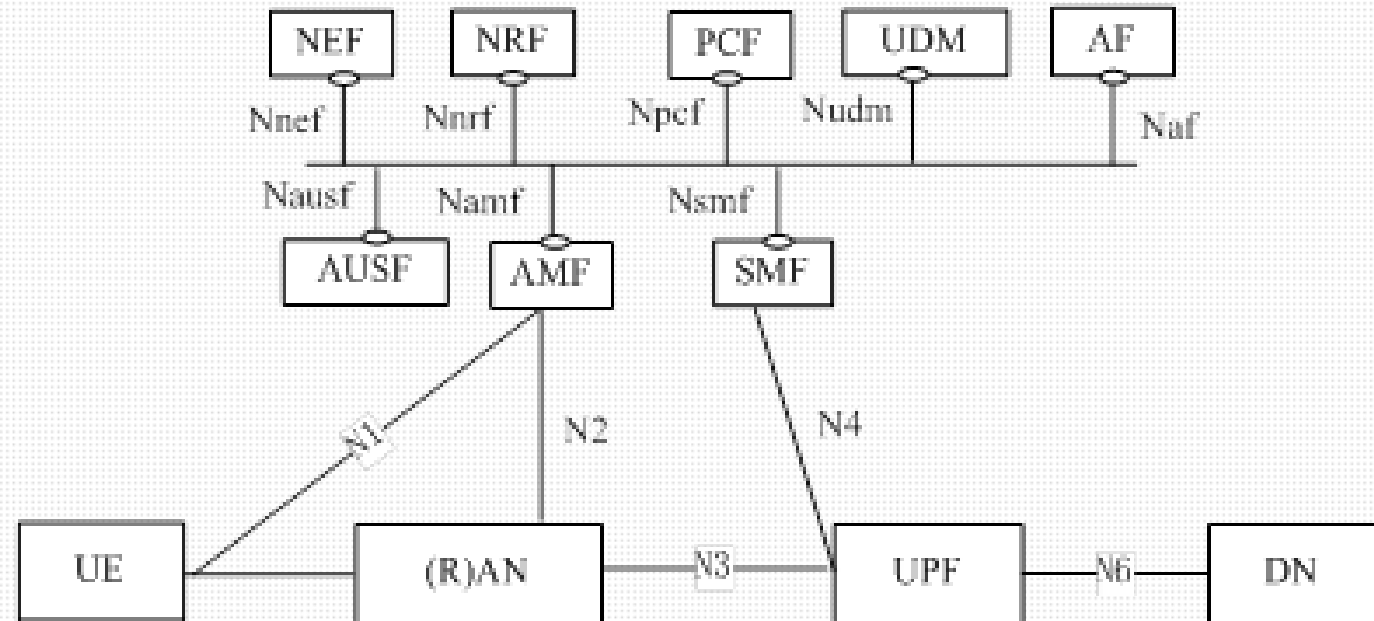 NEF NRF PCF UDM AF
Nnef Nnrf Npcf Nudm Naf
Nausf Namf Nsmf
AUSF AMF SMF
N1 N2 N4
UE (R)AN N3 UPF N6 DN